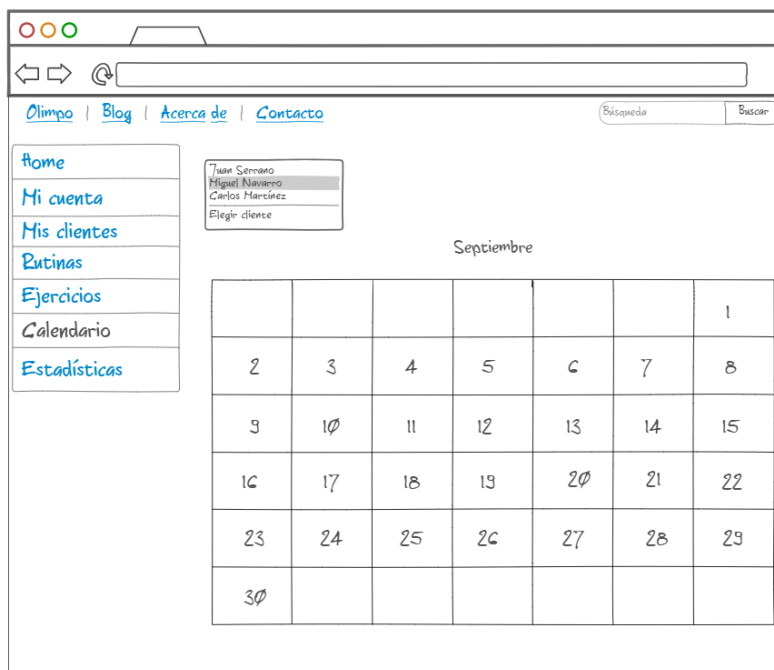 Olimpo | Blog | Acerca de | Contacto
Búsqueda Buscar
Home
Mi cuenta
Mis clientes
Rutinas
Ejercicios
Calendario
Estadísticas
Juan Serrano
Miguel Navarro
Carlos Martínez
Elegir cliente
Septiembre
1
2 3 4 5 6 7 8
9 10 11 12 13 14 15
16 17 18 19 20 21 22
23 24 25 26 27 28 29
30